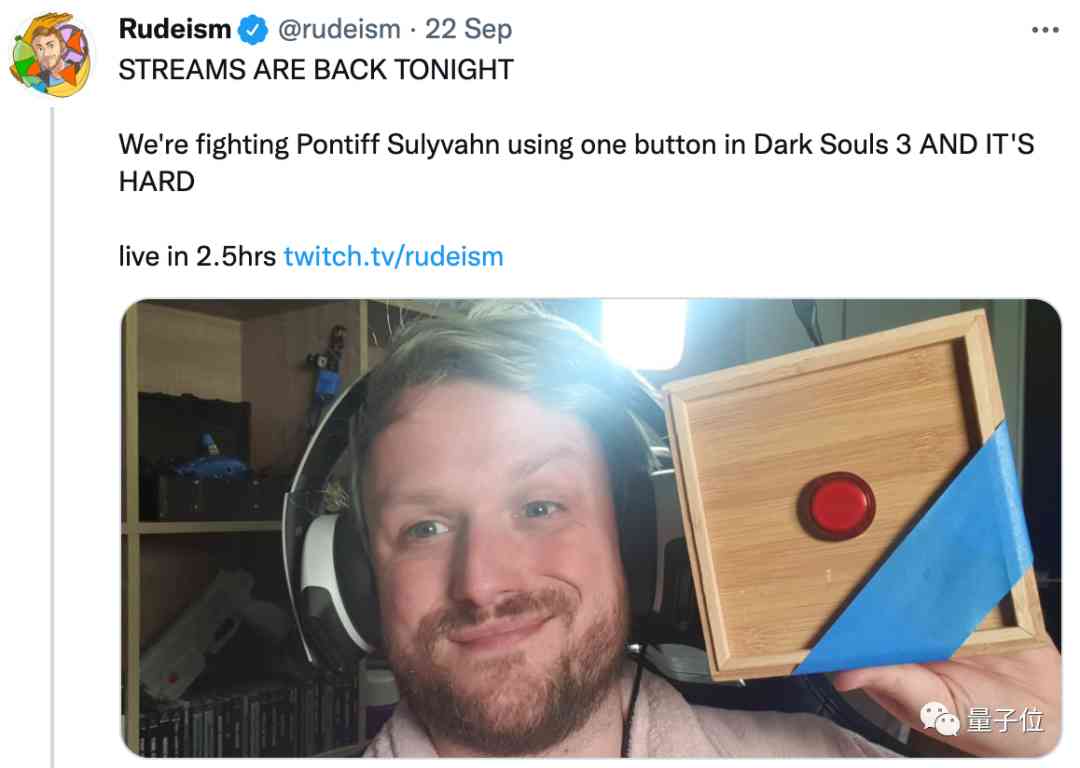 Rudeism @rudeism · 22 Sep
STREAMS ARE BACK TONIGHT
We're fighting Pontiff Sulyvahn using one button in Dark Souls 3 AND IT'S
HARD
live in 2.5hrs twitch.tv/rudeism
量子位